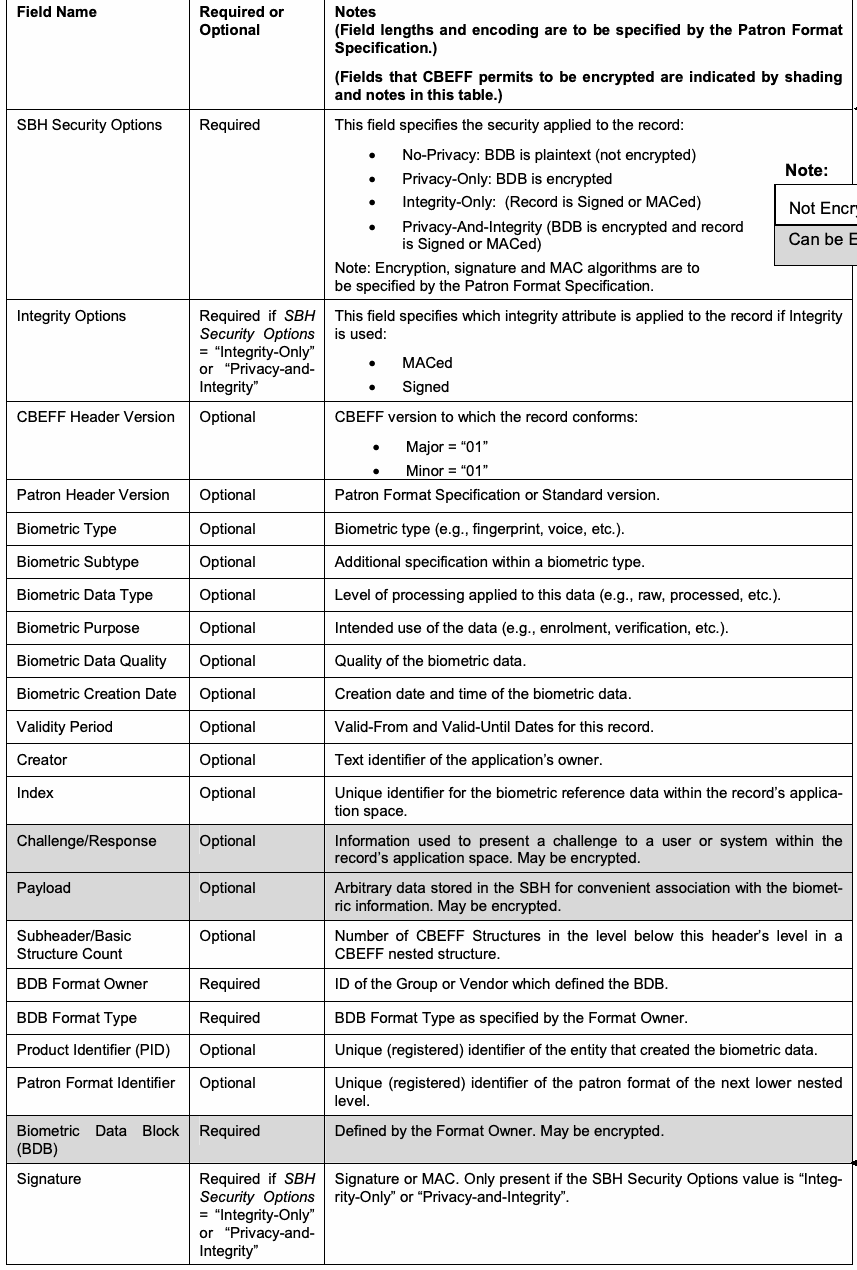 Field Name
Required or
Optional
Notes
(Field lengths and encoding are to be specified by the Patron Format
Specification.)
(Fields that CBEFF permits to be encrypted are indicated by shading
and notes in this table.)
SBH Security Options
Required
This field specifies the security applied to the record:
• No-Privacy: BDB is plaintext (not encrypted)
• Privacy-Only: BDB is encrypted
• Integrity-Only: (Record is Signed or MACed)
• Privacy-And-Integrity (BDB is encrypted and record
is Signed or MACed)
Note: Encryption, signature and MAC algorithms are to
be specified by the Patron Format Specification.
Note:
Not Encry
Can be E
Integrity Options
Required if SBH
Security Options
= “Integrity-Only”
or “Privacy-and-
Integrity”
This field specifies which integrity attribute is applied to the record if Integrity
is used:
• MACed
• Signed
CBEFF Header Version
Optional
CBEFF version to which the record conforms:
• Major = “01”
• Minor = “01”
Patron Header Version
Optional
Patron Format Specification or Standard version.
Biometric Type
Optional
Biometric type (e.g., fingerprint, voice, etc.).
Biometric Subtype
Optional
Additional specification within a biometric type.
Biometric Data Type
Optional
Level of processing applied to this data (e.g., raw, processed, etc.).
Biometric Purpose
Optional
Intended use of the data (e.g., enrolment, verification, etc.).
Biometric Data Quality
Optional
Quality of the biometric data.
Biometric Creation Date
Optional
Creation date and time of the biometric data.
Validity Period
Optional
Valid-From and Valid-Until Dates for this record.
Creator
Optional
Text identifier of the application’s owner.
Index
Optional
Unique identifier for the biometric reference data within the record’s applica-
tion space.
Challenge/Response
Optional
Information used to present a challenge to a user or system within the
record’s application space. May be encrypted.
Payload
Optional
Arbitrary data stored in the SBH for convenient association with the biomet-
ric information. May be encrypted.
Subheader/Basic
Structure Count
Optional
Number of CBEFF Structures in the level below this header’s level in a
CBEFF nested structure.
BDB Format Owner
Required
ID of the Group or Vendor which defined the BDB.
BDB Format Type
Required
BDB Format Type as specified by the Format Owner.
Product Identifier (PID)
Optional
Unique (registered) identifier of the entity that created the biometric data.
Patron Format Identifier
Optional
Unique (registered) identifier of the patron format of the next lower nested
level.
Biometric Data Block
(BDB)
Required
Defined by the Format Owner. May be encrypted.
Signature
Required if SBH
Security Options
= “Integrity-Only”
or “Privacy-and-
Integrity”
Signature or MAC. Only present if the SBH Security Options value is “Integ-
rity-Only” or “Privacy-and-Integrity”.